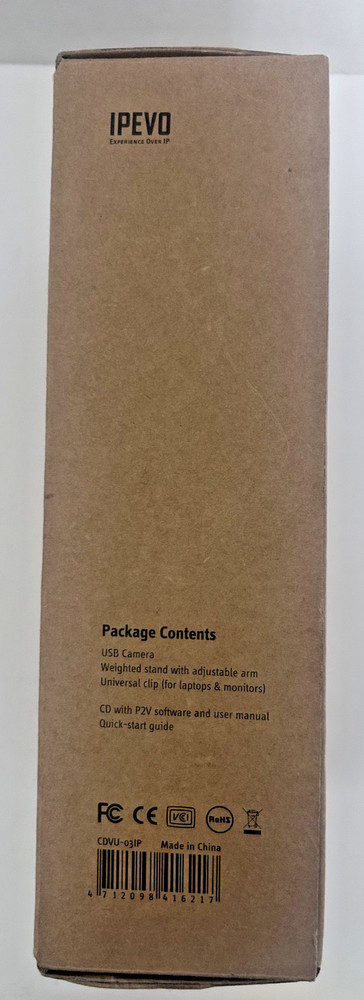 IPEVO
EXPERIENCE OVER IP
Package Contents
USB Camera
Weighted stand with adjustable arm
Universal clip (for laptops & monitors)
CD with P2V software and user manual
Quick-start guide
FC CE VCCI RoHS
CDVU-03IP Made in China
4 712098 416217